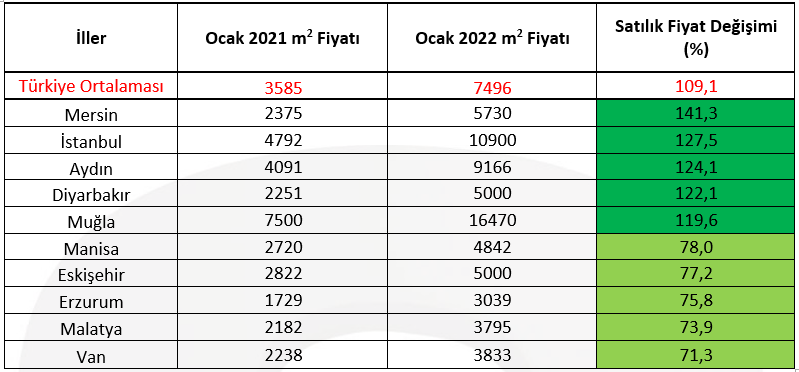 İller Ocak 2021 m² Fiyatı Ocak 2022 m² Fiyatı Satılık Fiyat Değişimi (%)
Türkiye Ortalaması 3585 7496 109,1
Mersin 2375 5730 141,3
İstanbul 4792 10900 127,5
Aydın 4091 9166 124,1
Diyarbakır 2251 5000 122,1
Muğla 7500 16470 119,6
Manisa 2720 4842 78,0
Eskişehir 2822 5000 77,2
Erzurum 1729 3039 75,8
Malatya 2182 3795 73,9
Van 2238 3833 71,3